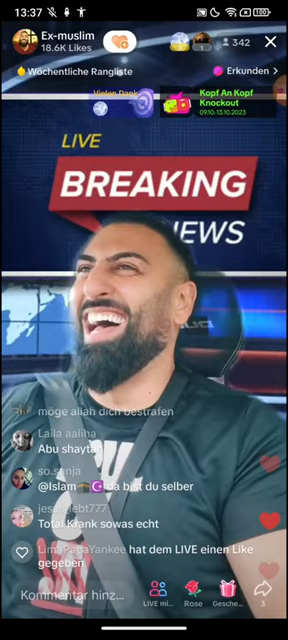 13:37
100
Ex-muslim
18.6K Likes
1
342
Wöchentliche Rangliste
Erkunden >
Vielen Dank
Kopf An Kopf
Knockout
09.10-13.10.2023
LIVE
BREAKING
NEWS
möge allah dich bestrafen
Laila aaliha
Abu shayta
so.sanja
@Islam🕋☪️ da bist du selber
Total Krank sowas echt
LimaPapaYankee hat dem LIVE einen Like
gegeben
Kommentar hinz...
LIVE mi...
Rose
Gesche...
3